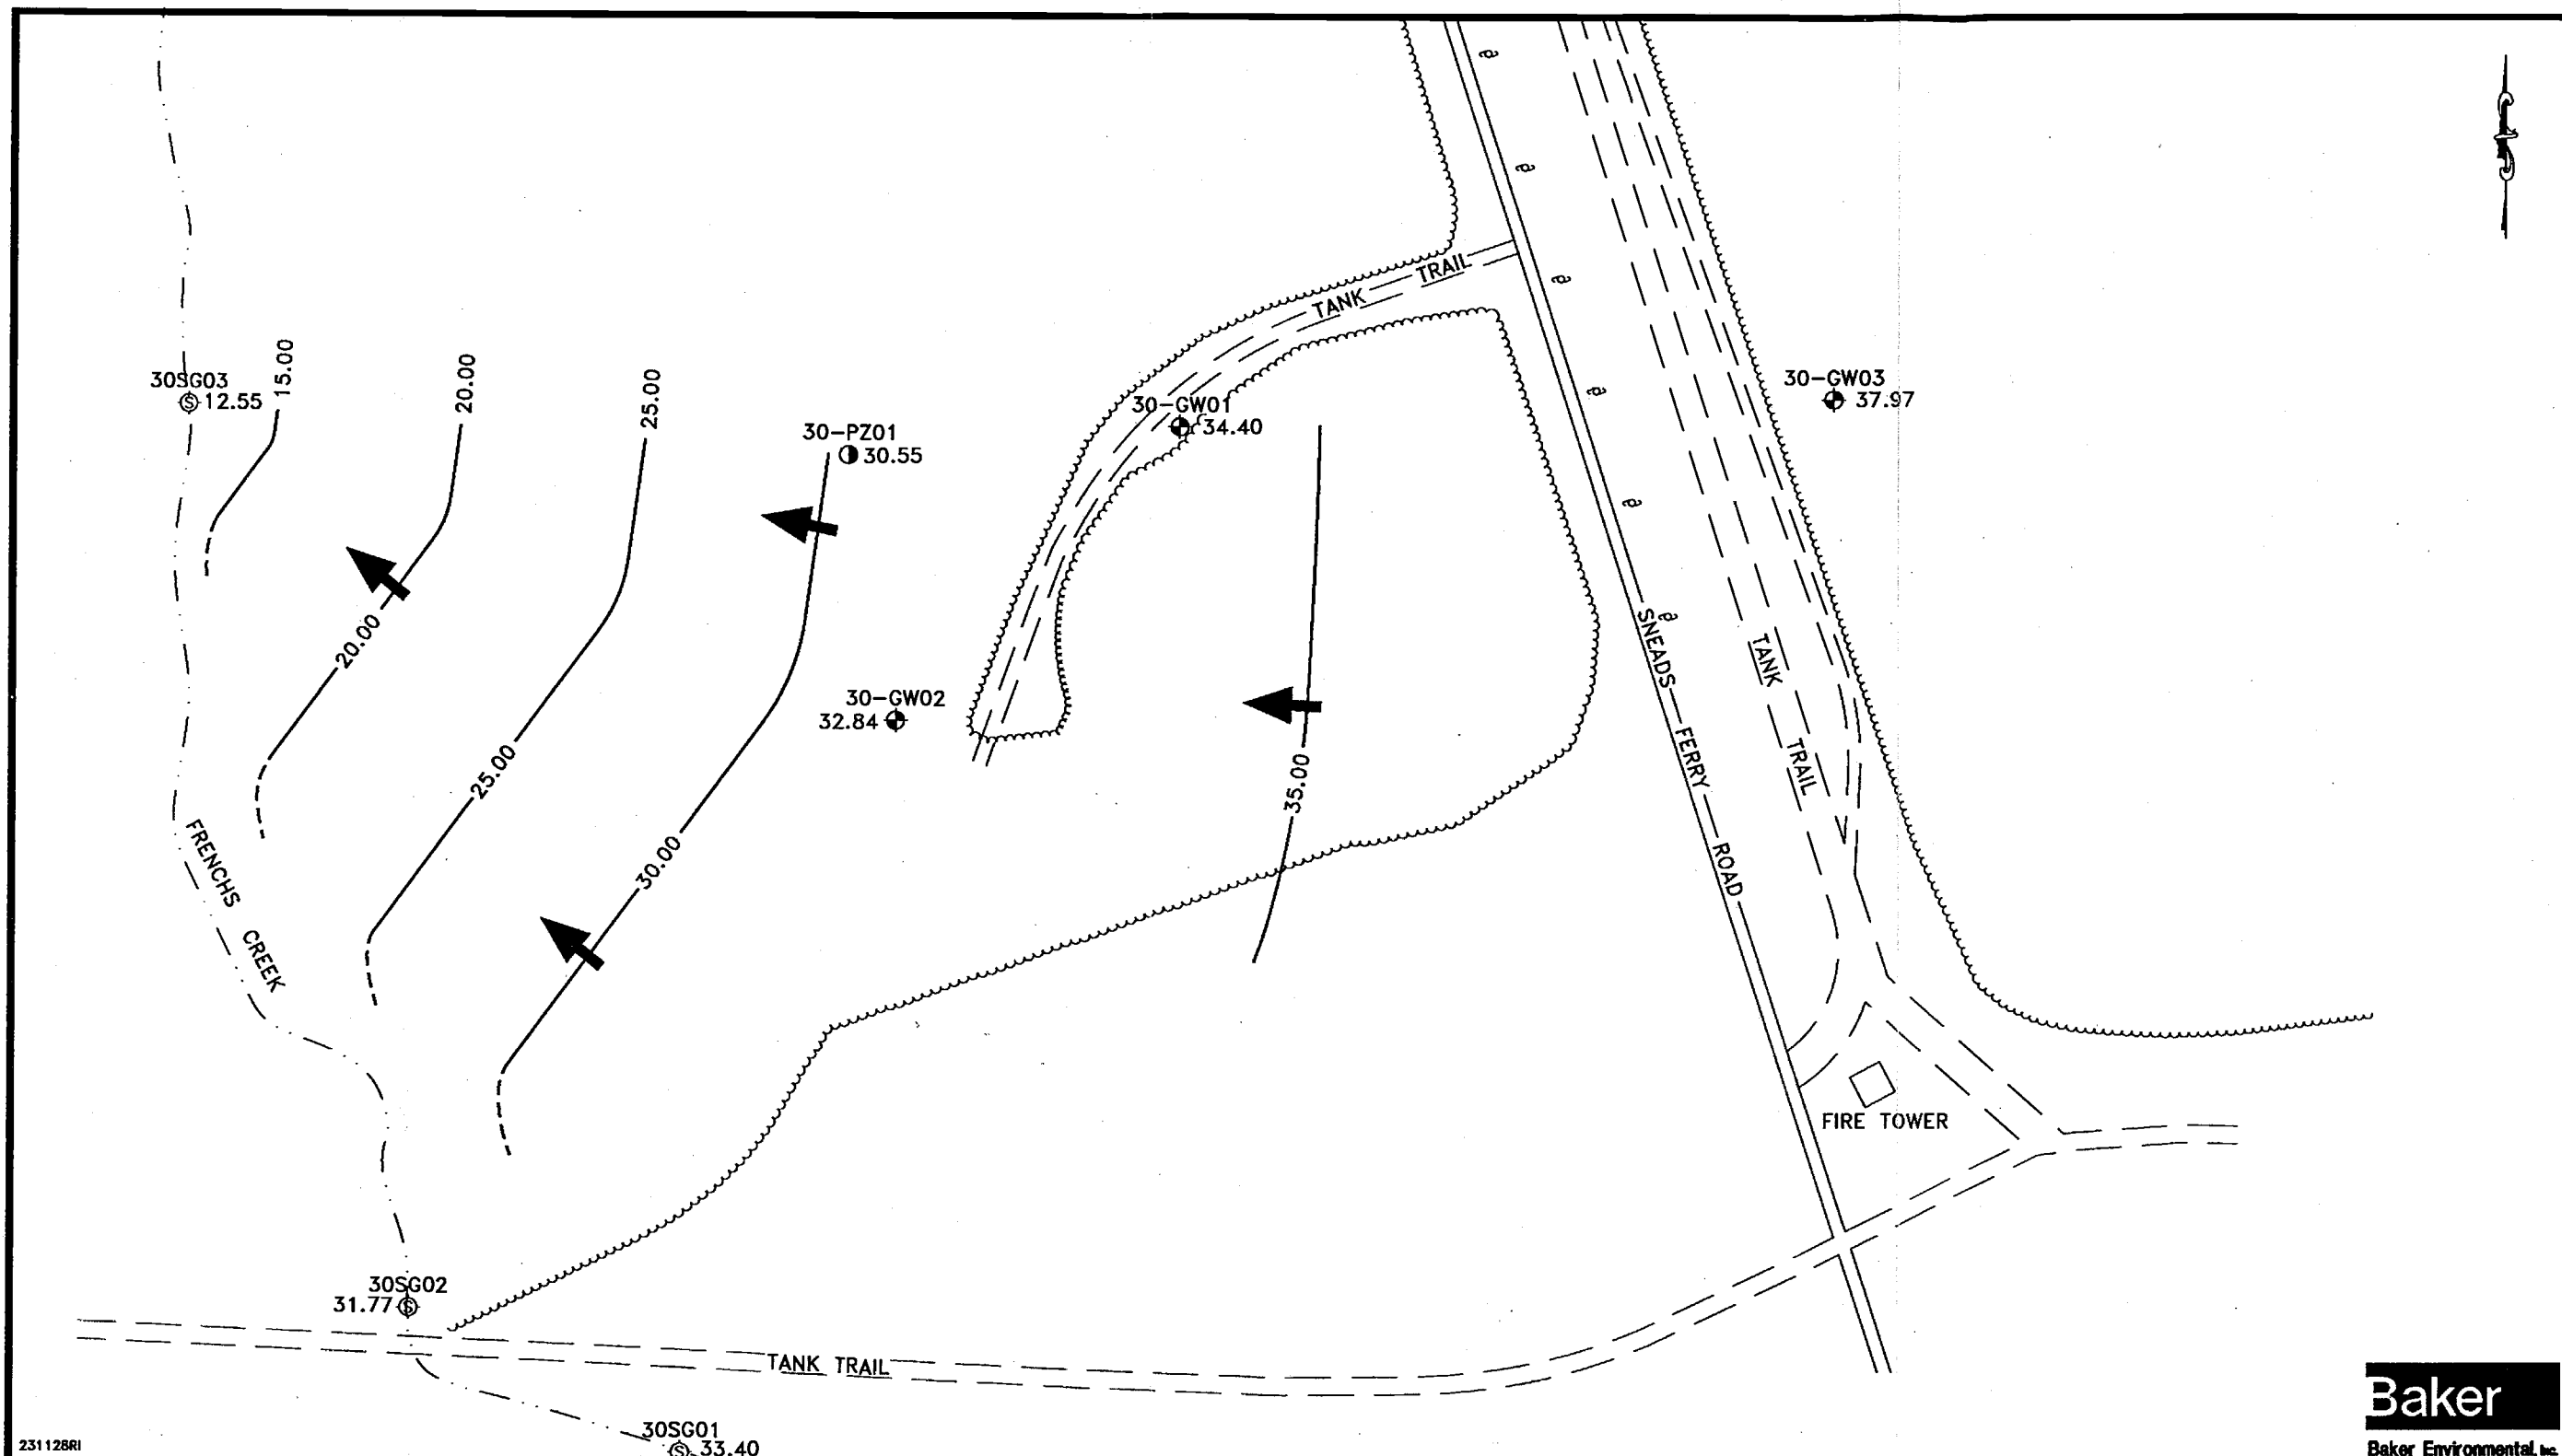 TANK TRAIL
30SG03
12.55
15.00
20.00
25.00
30-PZ01
30.55
30-GW01
34.40
30-GW03
37.97
20.00
30-GW02
32.84
25.00
30.00
35.00
SNEADS FERRY ROAD
TANK TRAIL
FRENCHS CREEK
FIRE TOWER
30SG02
31.77
TANK TRAIL
30SG01
33.40
231128RI
Baker
Baker Environmental, Inc.